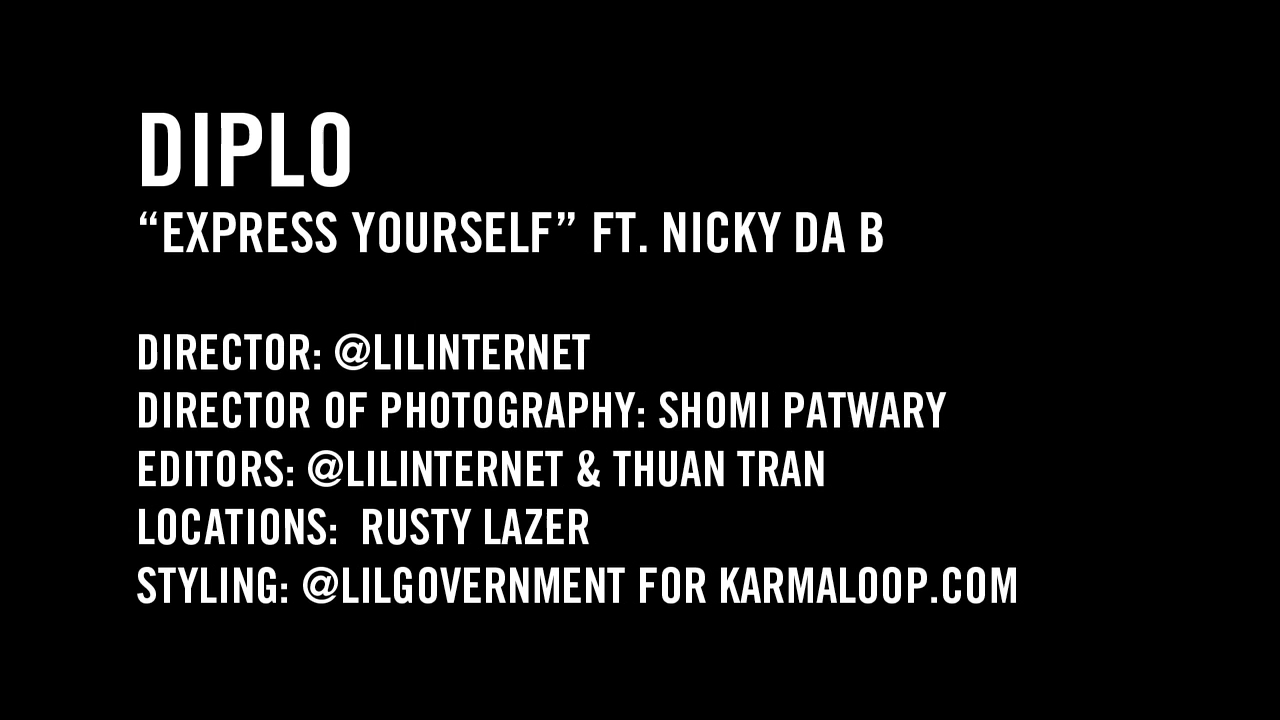 DIPLO
“EXPRESS YOURSELF” FT. NICKY DA B
DIRECTOR: @LILINTERNET
DIRECTOR OF PHOTOGRAPHY: SHOMI PATWARY
EDITORS: @LILINTERNET & THUAN TRAN
LOCATIONS:  RUSTY LAZER
STYLING: @LILGOVERNMENT FOR KARMALOOP.COM